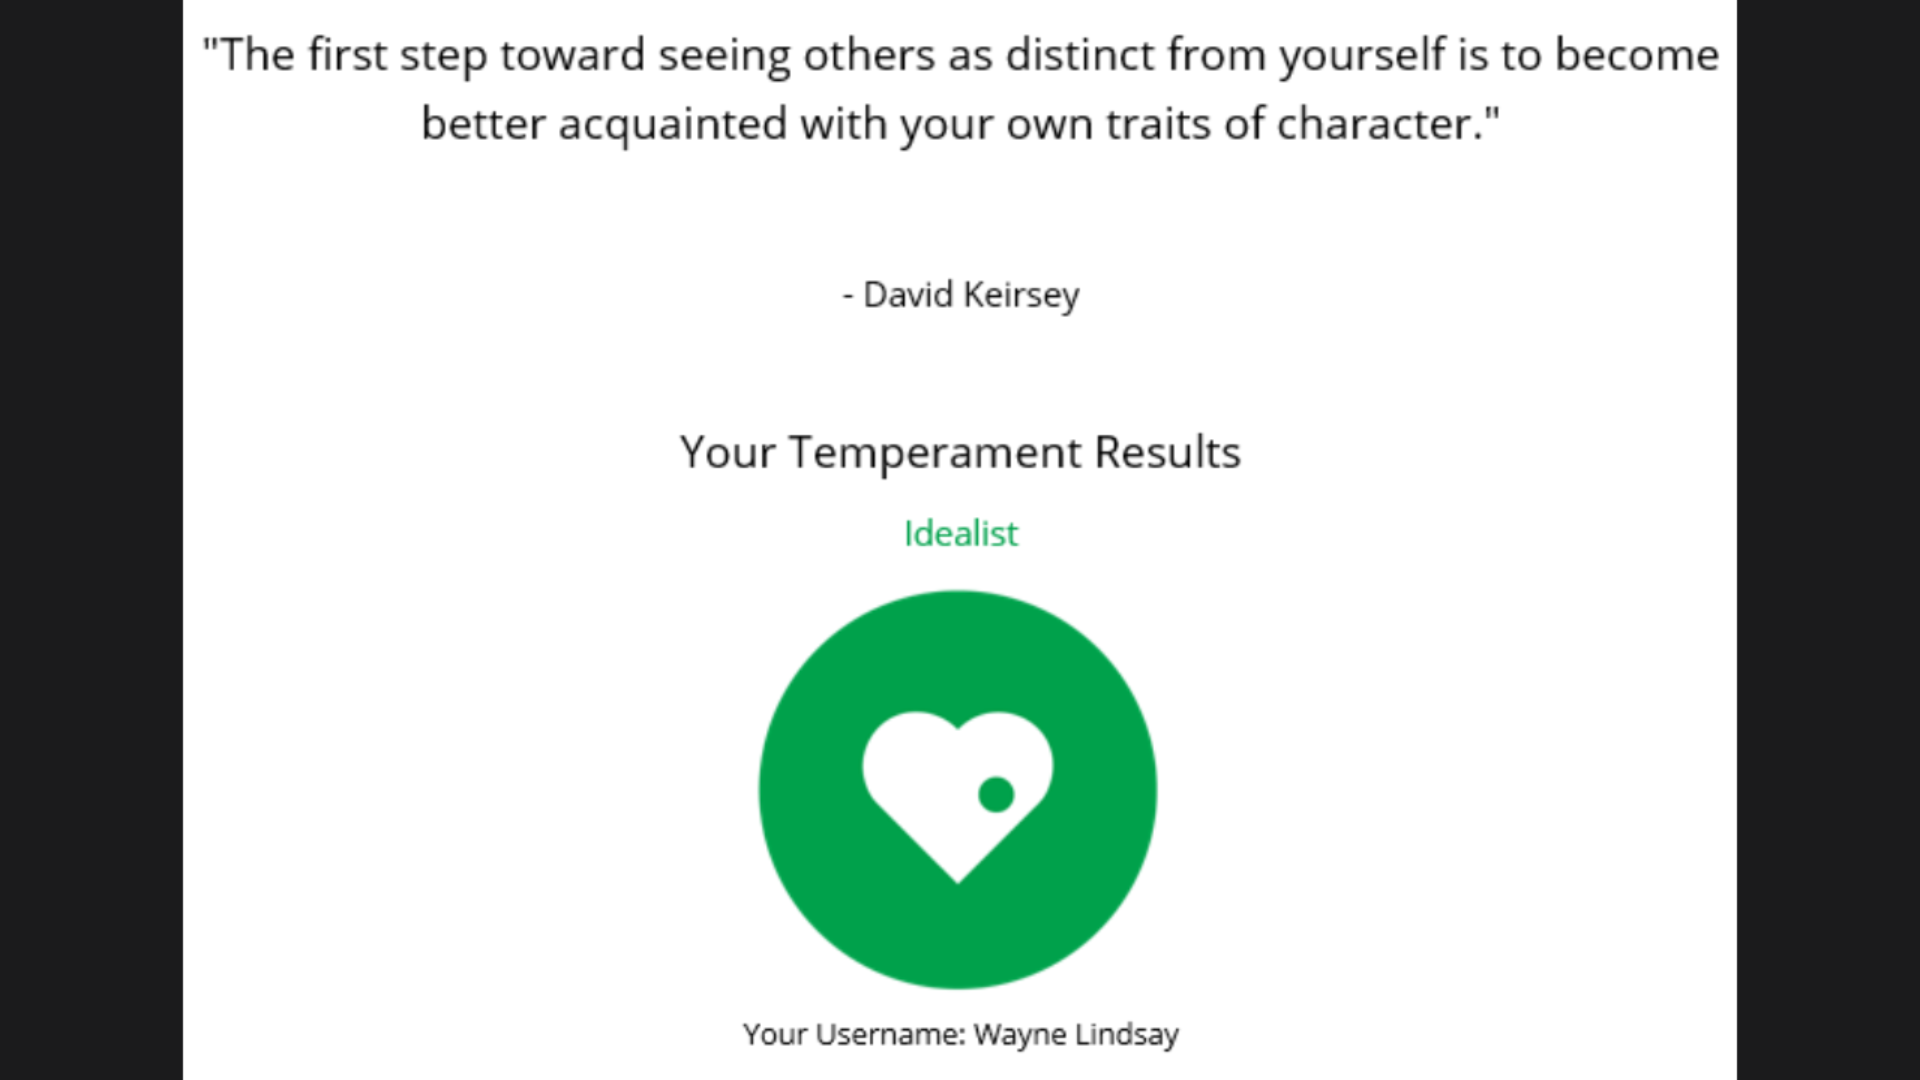 "The first step toward seeing others as distinct from yourself is to become
better acquainted with your own traits of character."
- David Keirsey
Your Temperament Results
Idealist
Your Username: Wayne Lindsay